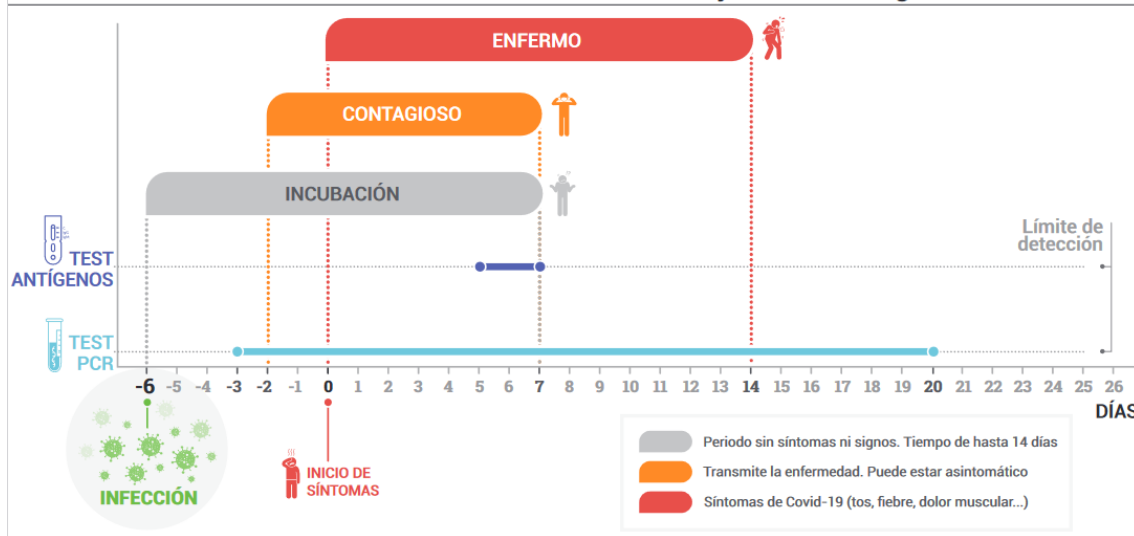 ENFERMO
CONTAGIOSO
INCUBACIÓN
TEST
ANTÍGENOS
Límite de
detección
TEST
PCR
-6 -5 -4 -3 -2 -1 0 1 2 3 4 5 6 7 8 9 10 11 12 13 14 15 16 17 18 19 20 21 22 23 24 25 26
DÍAS
INFECCIÓN
INICIO DE
SÍNTOMAS
Periodo sin síntomas ni signos. Tiempo de hasta 14 días
Transmite la enfermedad. Puede estar asintomático
Síntomas de Covid-19 (tos, fiebre, dolor muscular...)